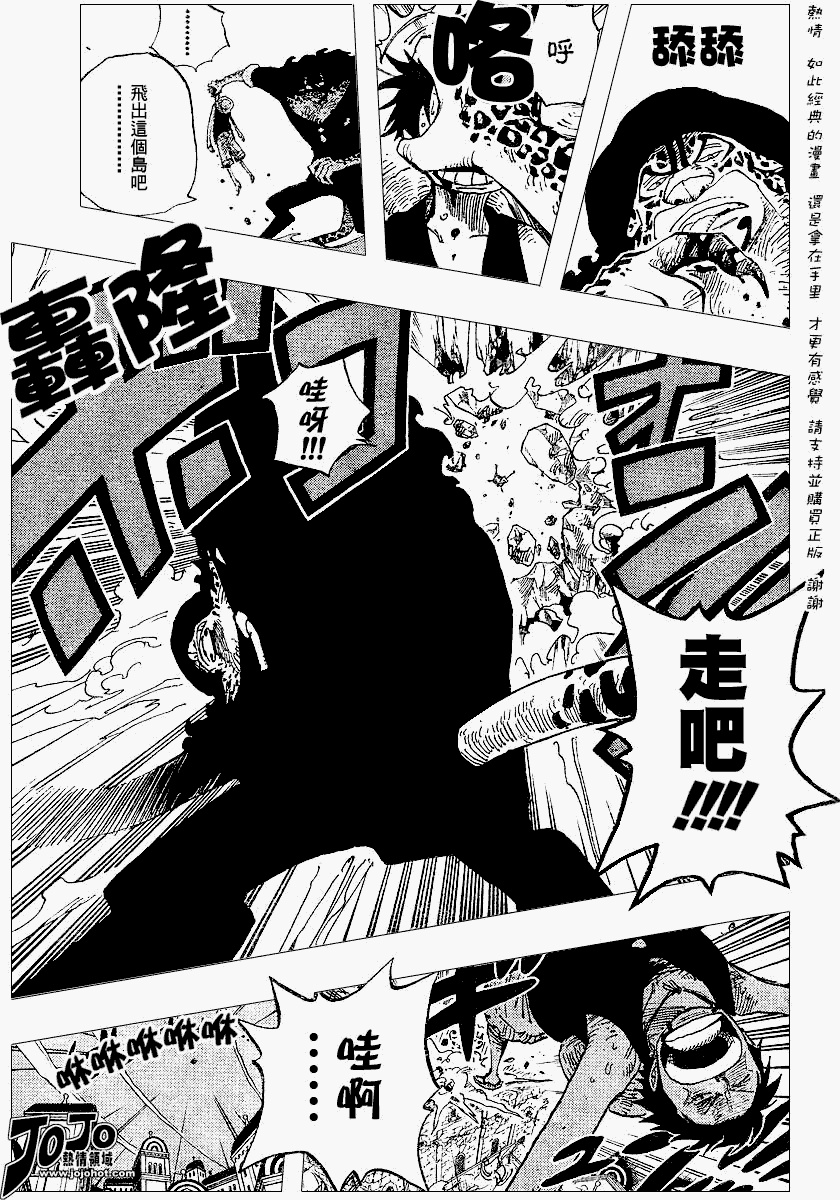 熱情　如此經典的漫畫　還是拿在手里　才更有感覺　請支持並購買正版　謝謝
舔舔
呼
咯
………
飛出這個島吧
……………
轟隆
哇呀!!!
走吧
!!!!
哇啊
……
咻咻咻咻咻
JOJO
熱情領域
www.jojohot.com